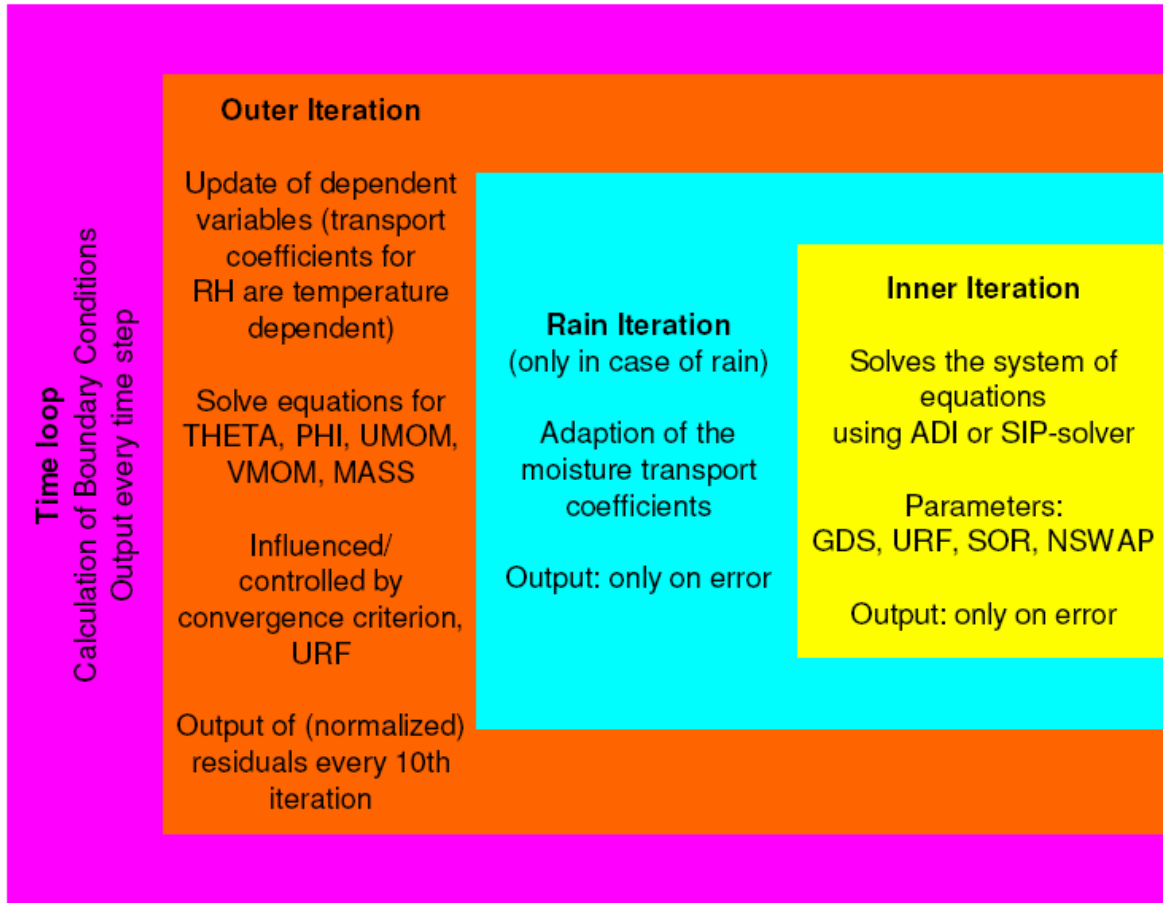 Time loop
Calculation of Boundary Conditions
Output every time step
Outer Iteration
Update of dependent
variables (transport
coefficients for
RH are temperature
dependent)
Solve equations for
THETA, PHI, UMOM,
VMOM, MASS
Influenced/
controlled by
convergence criterion,
URF
Output of (normalized)
residuals every 10th
iteration
Rain Iteration
(only in case of rain)
Adaption of the
moisture transport
coefficients
Output: only on error
Inner Iteration
Solves the system of
equations
using ADI or SIP-solver
Parameters:
GDS, URF, SOR, NSWAP
Output: only on error